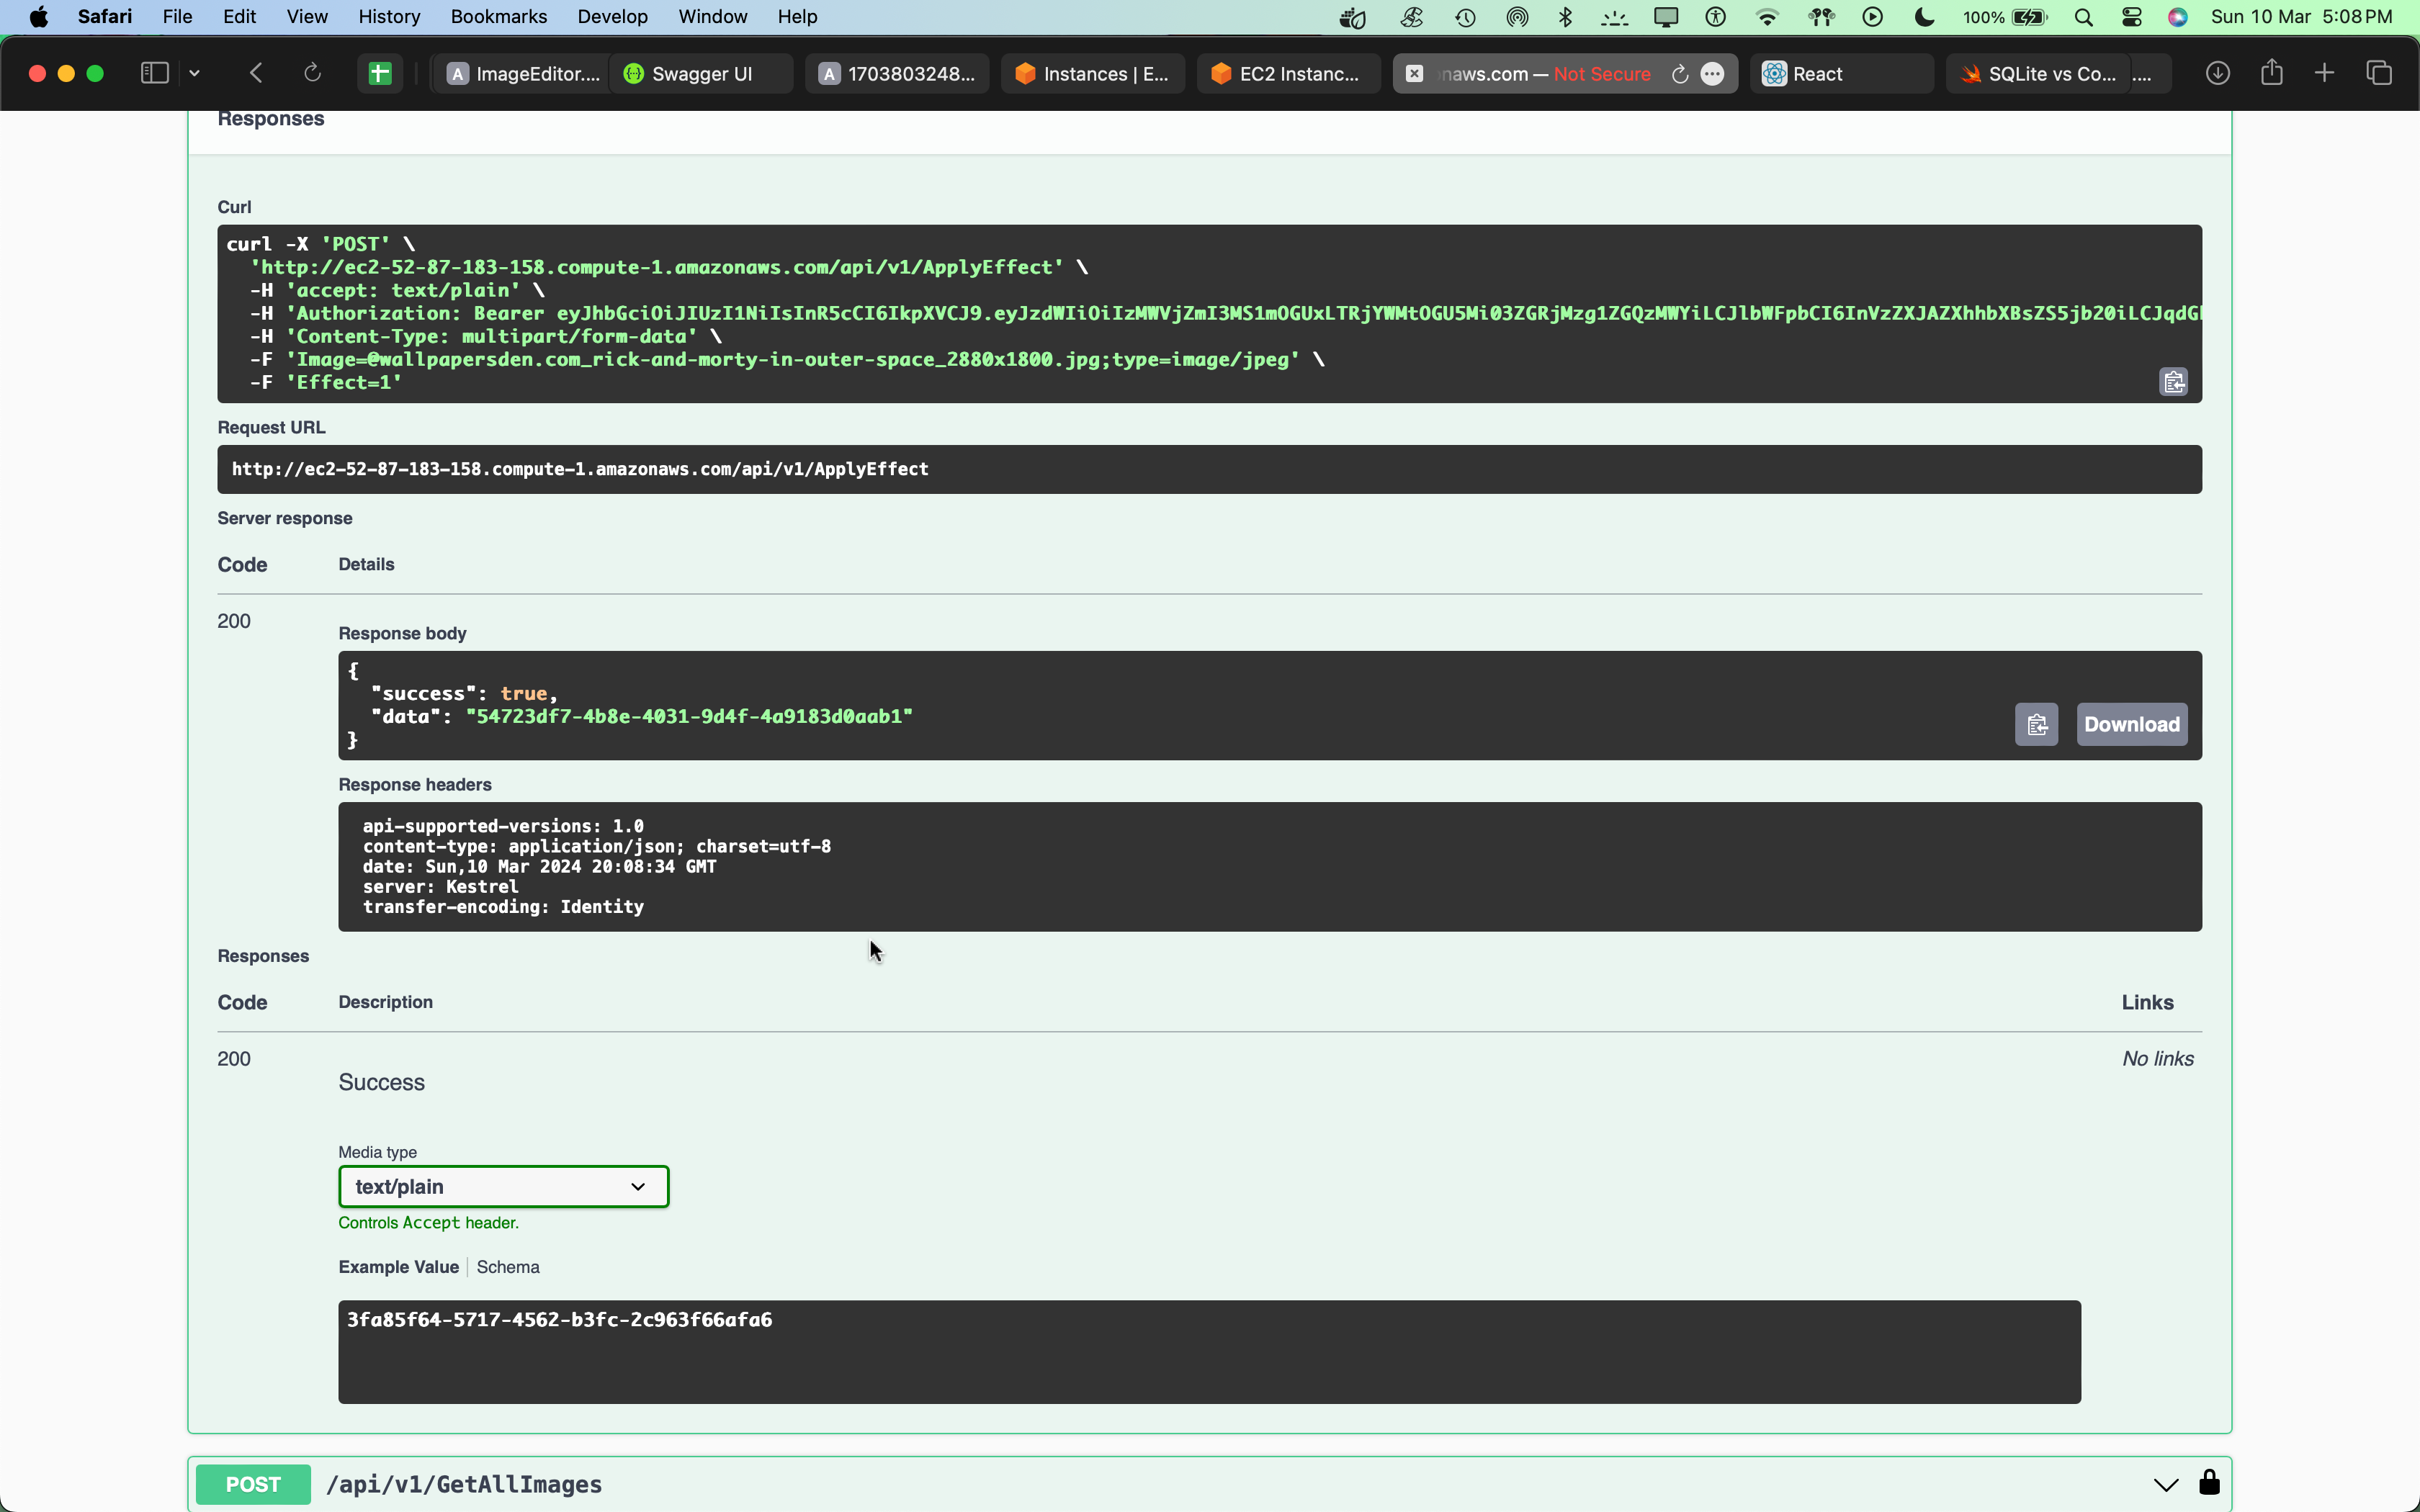 Safari File Edit View History Bookmarks Develop Window Help 100% Sun 10 Mar 5:08 PM
A ImageEditor.... Swagger UI A 1703803248... Instances | E... EC2 Instanc... naws.com — Not Secure React SQLite vs Co... ....
Responses
Curl
curl -X 'POST' \
'http://ec2-52-87-183-158.compute-1.amazonaws.com/api/v1/ApplyEffect' \
-H 'accept: text/plain' \
-H 'Authorization: Bearer eyJhbGciOiJIUzI1NiIsInR5cCI6IkpXVCJ9.eyJzdWIiOiIzMWVjZmI3MS1mOGUxLTRjYWMtOGU5Mi03ZGRjMzg1ZGQzMWYiLCJlbWFpbCI6InVzZXJAZXhhbXBsZS5jb20iLCJqdG
-H 'Content-Type: multipart/form-data' \
-F 'Image=@wallpapersden.com_rick-and-morty-in-outer-space_2880x1800.jpg;type=image/jpeg' \
-F 'Effect=1'
Request URL
http://ec2-52-87-183-158.compute-1.amazonaws.com/api/v1/ApplyEffect
Server response
Code Details
200
Response body
{
"success": true,
"data": "54723df7-4b8e-4031-9d4f-4a9183d0aab1"
}
Download
Response headers
api-supported-versions: 1.0
content-type: application/json; charset=utf-8
date: Sun,10 Mar 2024 20:08:34 GMT
server: Kestrel
transfer-encoding: Identity
Responses
Code Description Links
200 No links
Success
Media type
text/plain
Controls Accept header.
Example Value Schema
3fa85f64-5717-4562-b3fc-2c963f66afa6
POST /api/v1/GetAllImages